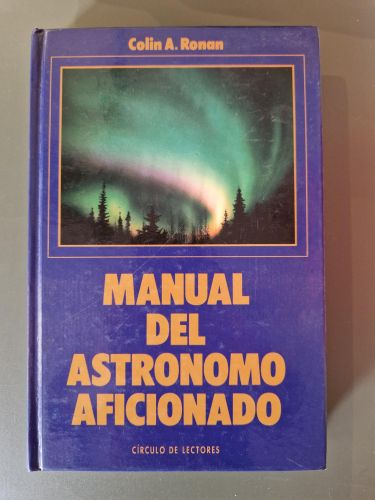 Colin A. Ronan
MANUAL
DEL
ASTRONOMO
AFICIONADO
CÍRCULO DE LECTORES